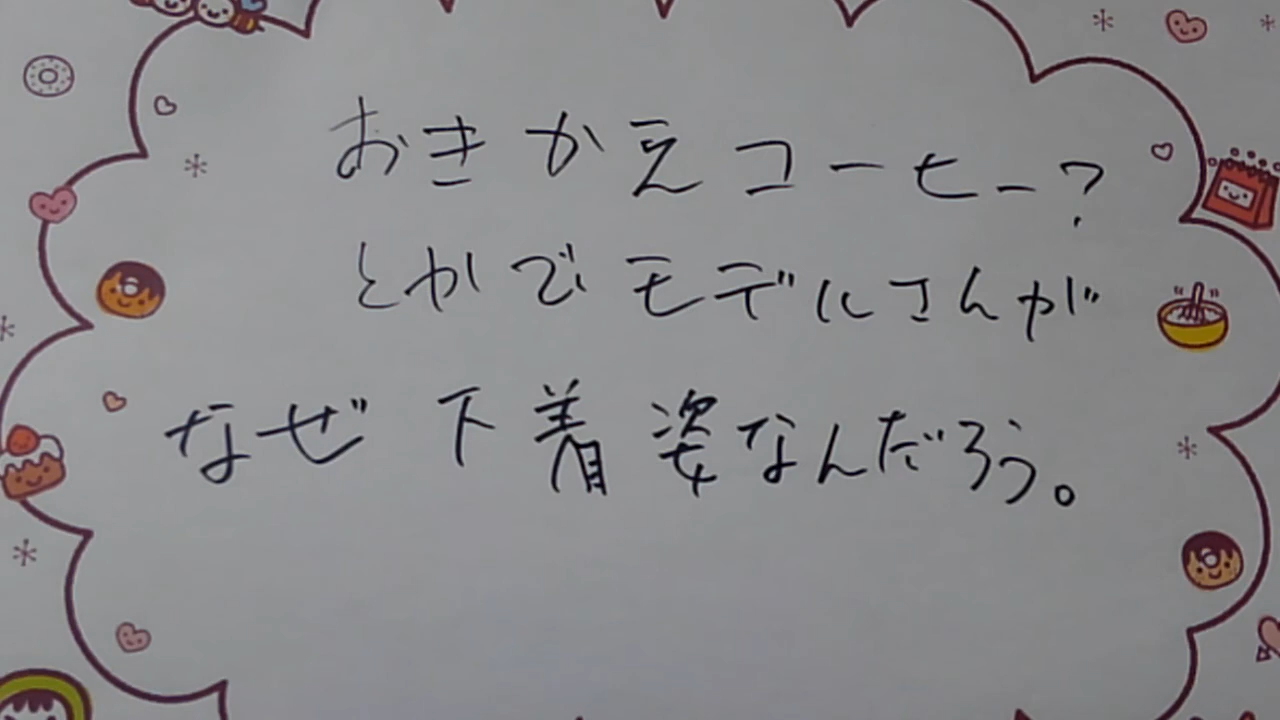 おきかえコーヒー?
とかでモデルさんが
なぜ下着姿なんだろう。